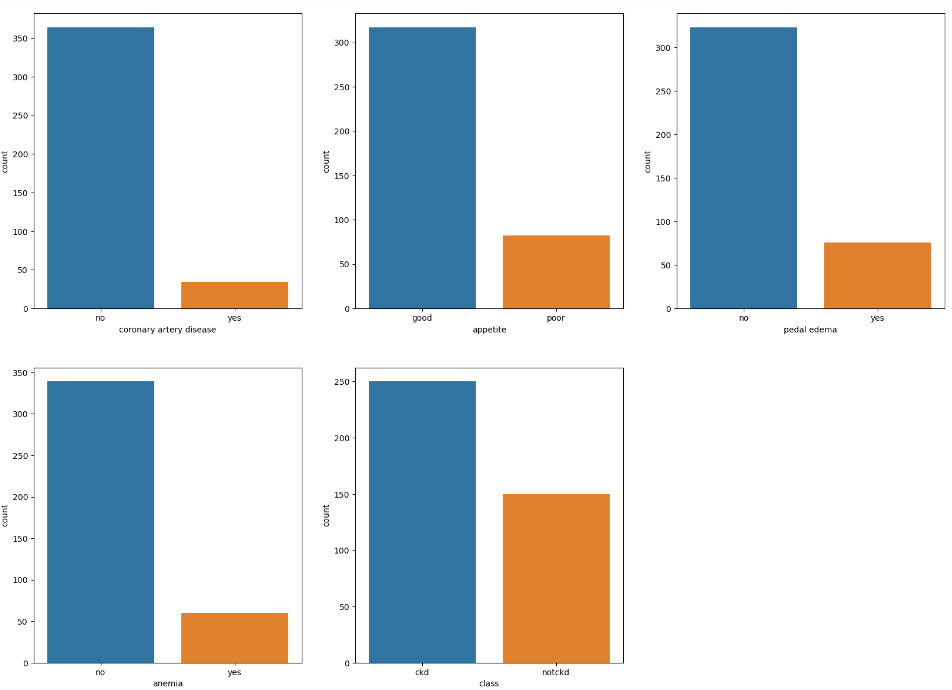 350
300
250
200
150
100
50
0
count
no yes
coronary artery disease
300
250
200
150
100
50
0
count
good poor
appetite
300
250
200
150
100
50
0
count
no yes
pedal edema
350
300
250
200
150
100
50
0
count
no yes
anemia
250
200
150
100
50
0
count
ckd notckd
class